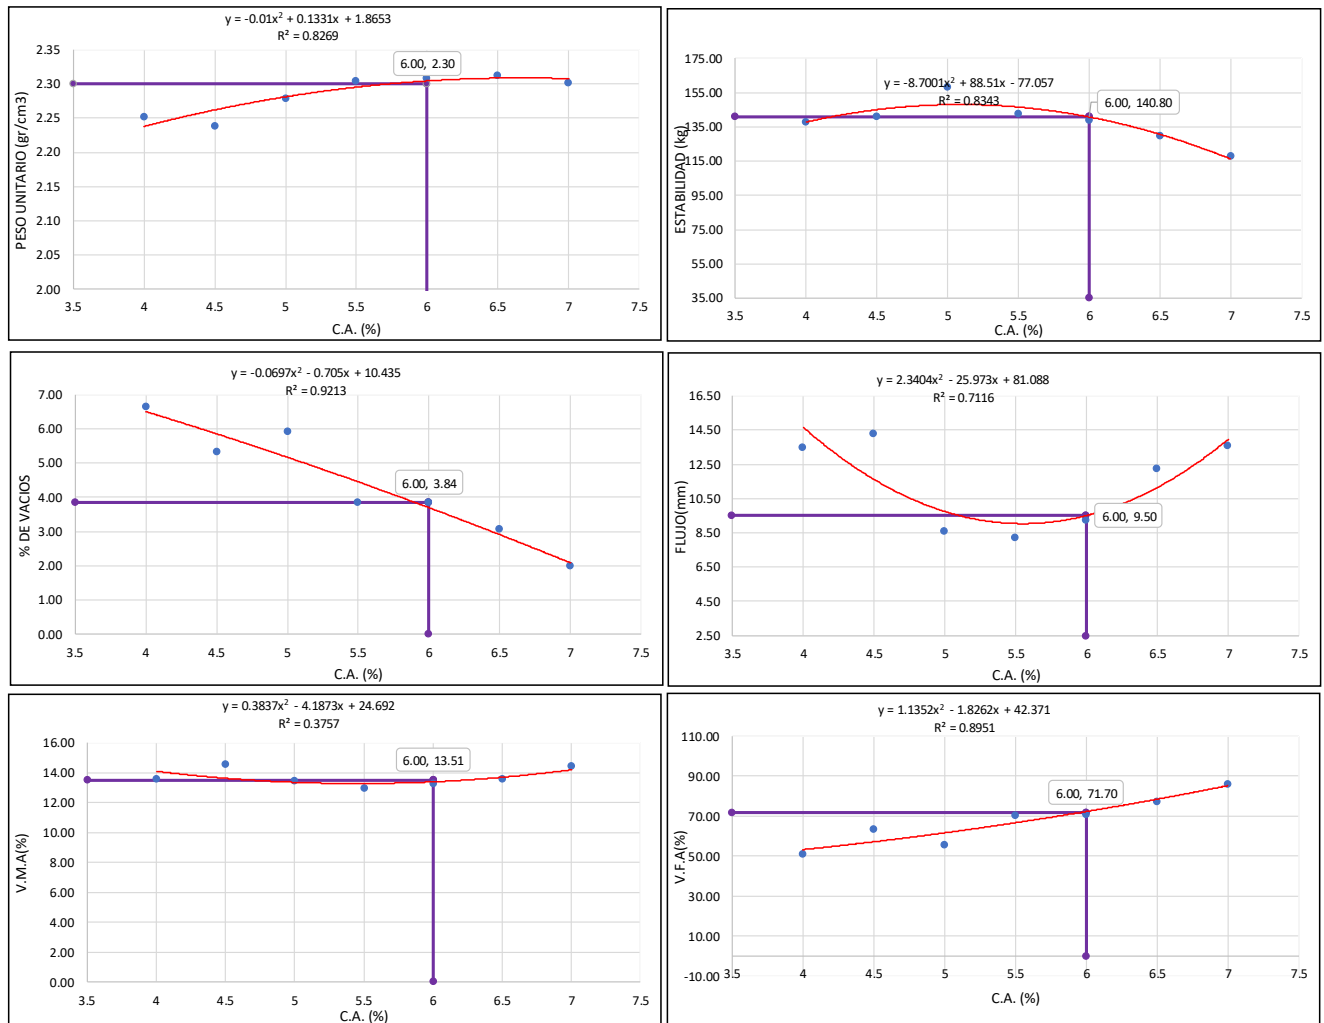 y = -0.01x² + 0.1331x + 1.8653
R² = 0.8269
2.35
2.30
2.25
2.20
2.15
2.10
2.05
2.00
PESO UNITARIO (gr/cm3)
6.00, 2.30
3.5 4 4.5 5 5.5 6 6.5 7 7.5
C.A. (%)
y = -8.7001x² + 88.51x - 77.057
R² = 0.8343
175.00
155.00
135.00
115.00
95.00
75.00
55.00
35.00
ESTABILIDAD (kg)
6.00, 140.80
3.5 4 4.5 5 5.5 6 6.5 7 7.5
C.A. (%)
y = -0.0697x² - 0.705x + 10.435
R² = 0.9213
7.00
6.00
5.00
4.00
3.00
2.00
1.00
0.00
% DE VACIOS
6.00, 3.84
3.5 4 4.5 5 5.5 6 6.5 7 7.5
C.A. (%)
y = 2.3404x² - 25.973x + 81.088
R² = 0.7116
16.50
14.50
12.50
10.50
8.50
6.50
4.50
2.50
FLUJO(mm)
6.00, 9.50
3.5 4 4.5 5 5.5 6 6.5 7 7.5
C.A. (%)
y = 0.3837x² - 4.1873x + 24.692
R² = 0.3757
16.00
14.00
12.00
10.00
8.00
6.00
4.00
2.00
0.00
V.M.A(%)
6.00, 13.51
3.5 4 4.5 5 5.5 6 6.5 7 7.5
C.A. (%)
y = 1.1352x² - 1.8262x + 42.371
R² = 0.8951
110.00
90.00
70.00
50.00
30.00
10.00
-10.00
V.F.A(%)
6.00, 71.70
3.5 4 4.5 5 5.5 6 6.5 7 7.5
C.A. (%)